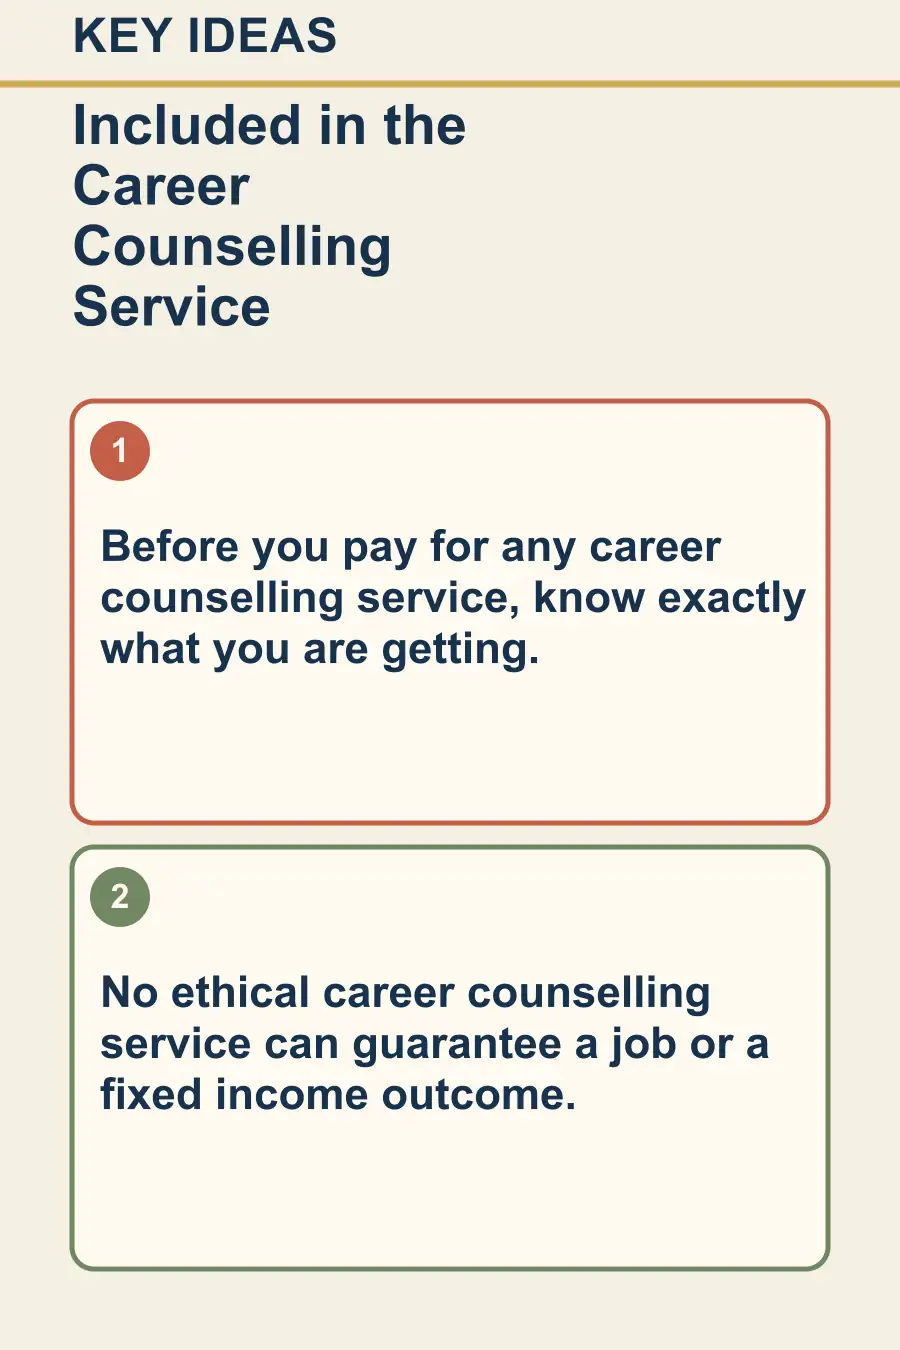 KEY IDEAS
Included in the
Career
Counselling
Service
1
Before you pay for any career
counselling service, know exactly
what you are getting.
2
No ethical career counselling
service can guarantee a job or a
fixed income outcome.